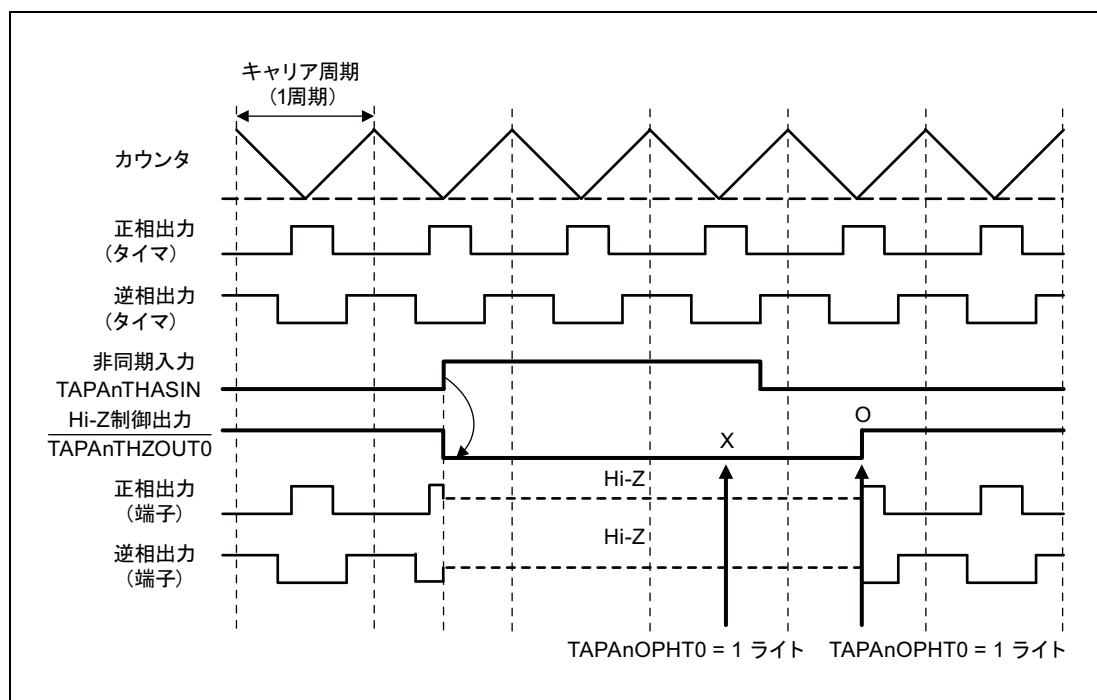 キャリア周期
（1周期）
カウンタ
正相出力
（タイマ）
逆相出力
（タイマ）
非同期入力
TAPAnTHASIN
Hi-Z制御出力
TAPAnTHZOUT0
X
O
正相出力
（端子）
Hi-Z
逆相出力
（端子）
Hi-Z
TAPAnOPHT0 = 1 ライト
TAPAnOPHT0 = 1 ライト